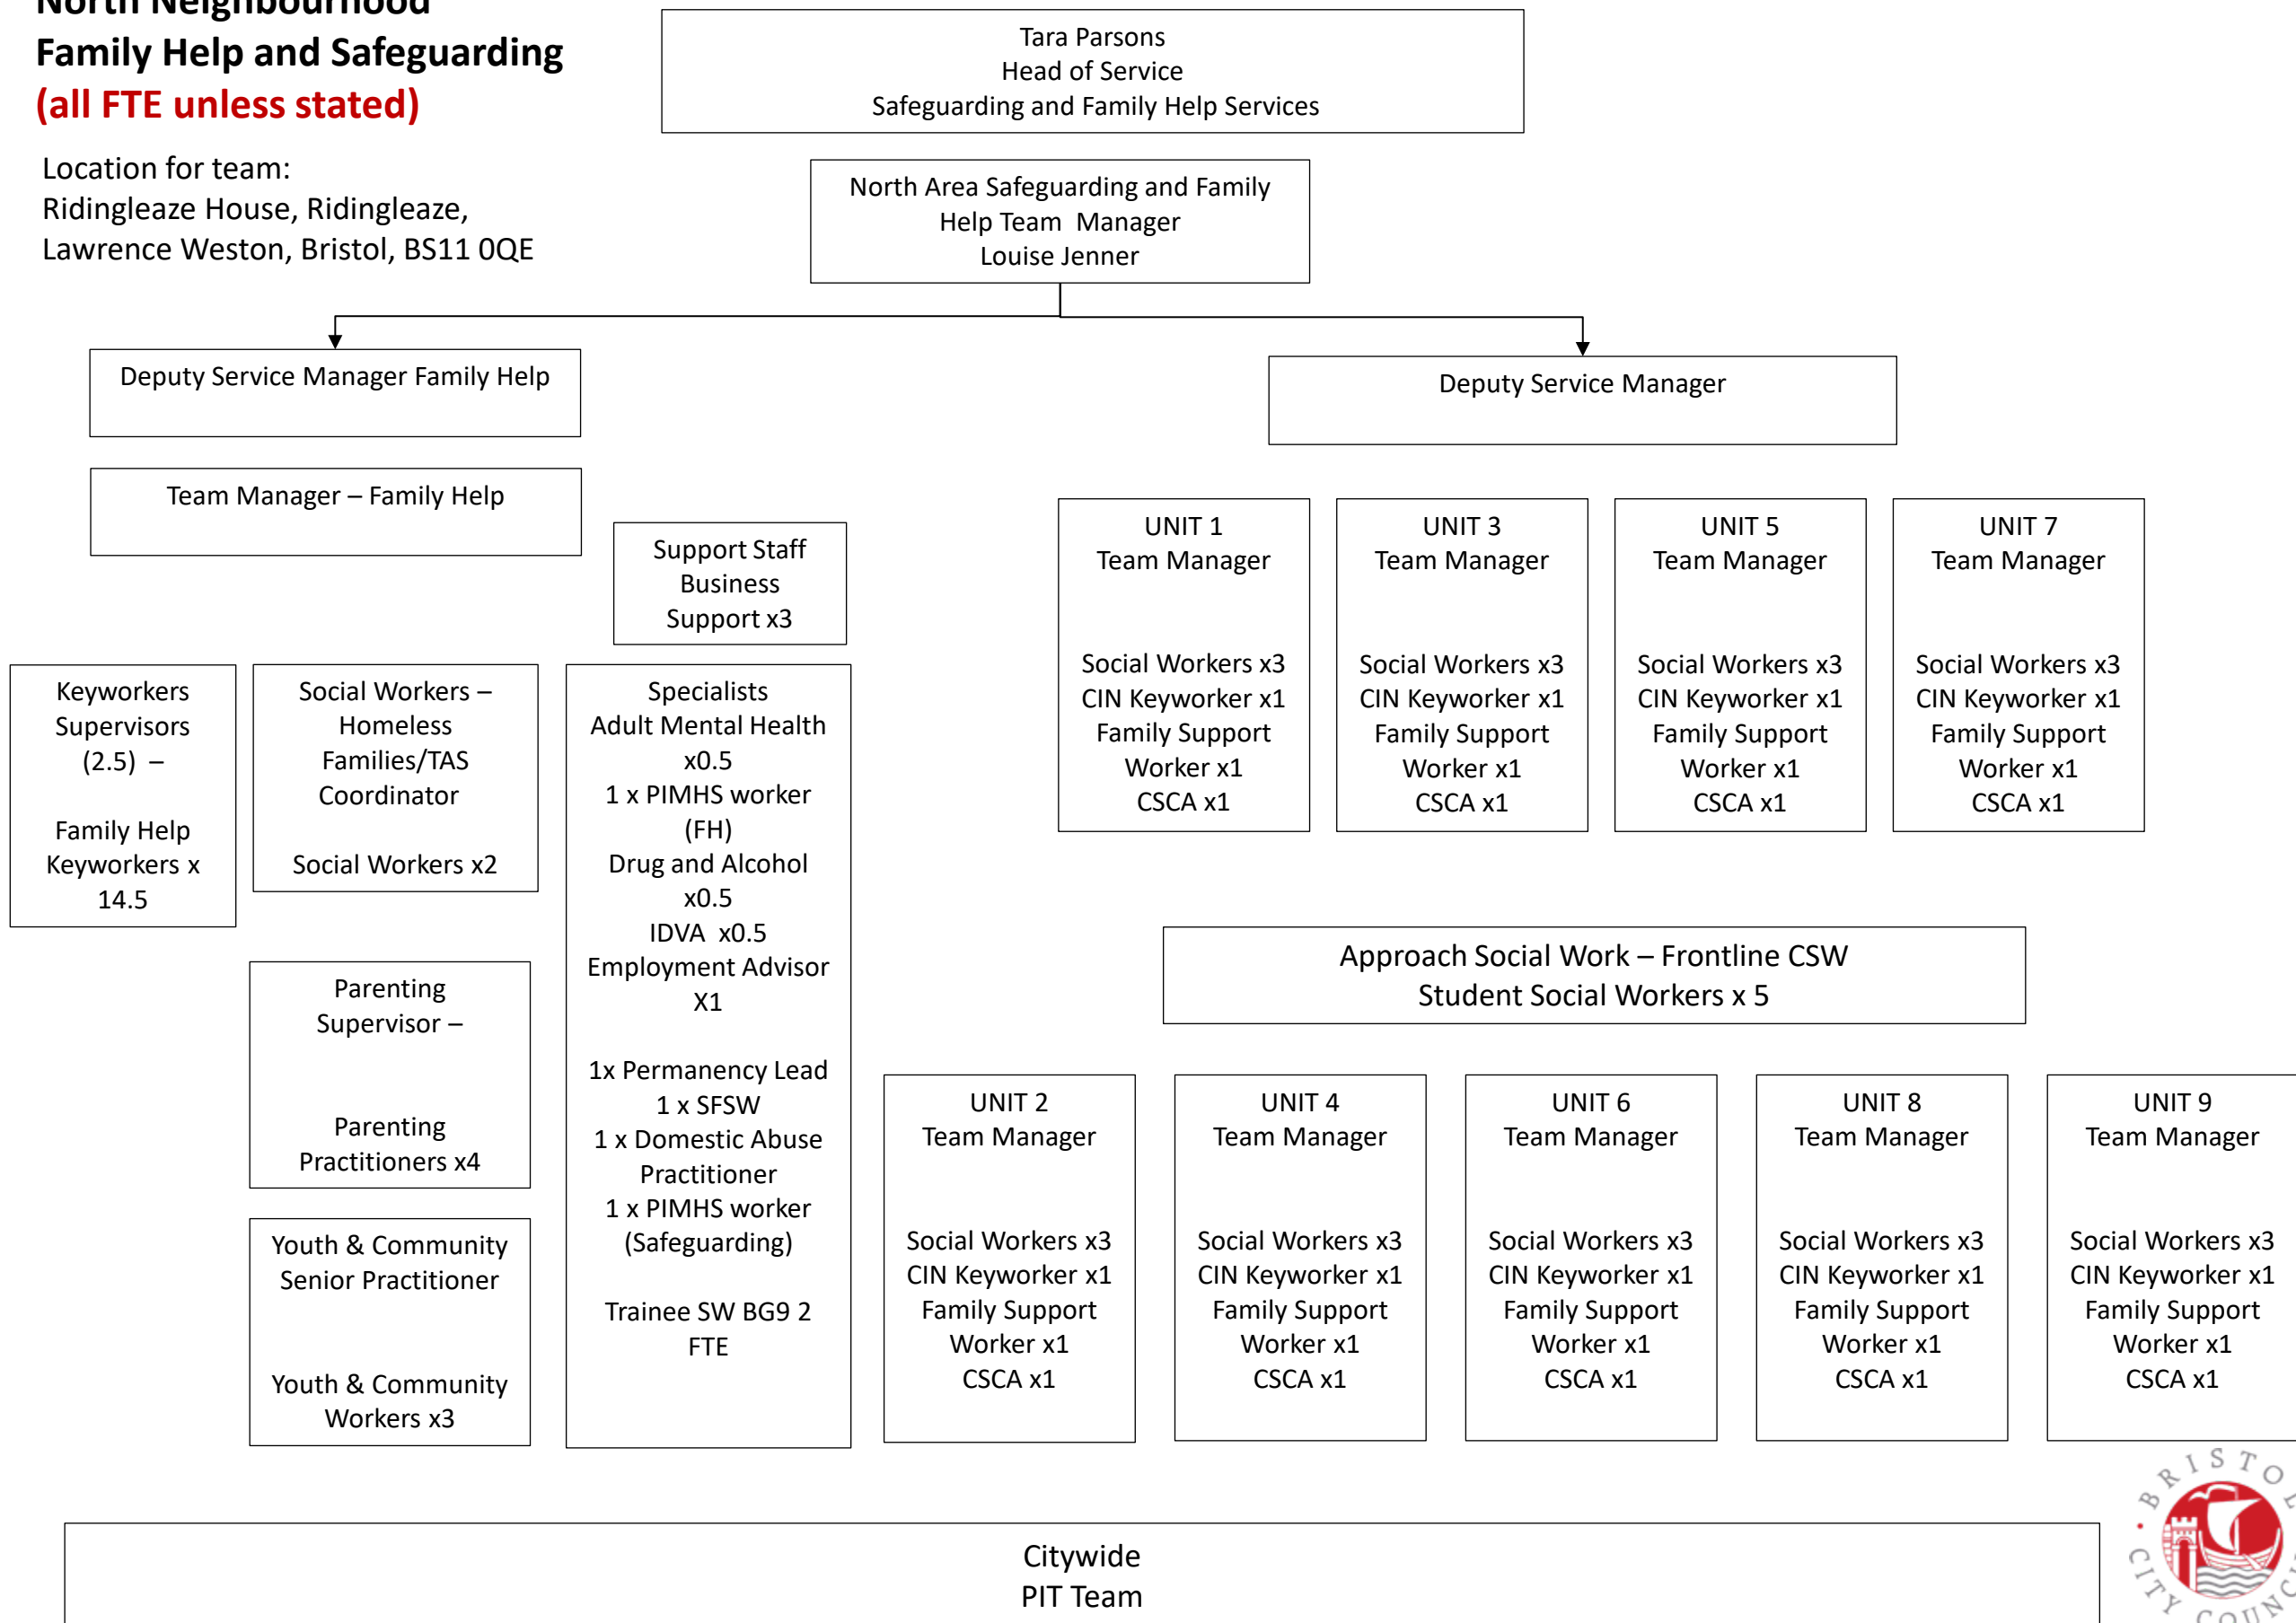 North Neighbourhood
Family Help and Safeguarding
(all FTE unless stated)
Location for team:
Ridingleaze House, Ridingleaze,
Lawrence Weston, Bristol, BS11 0QE
Tara Parsons
Head of Service
Safeguarding and Family Help Services
North Area Safeguarding and Family
Help Team Manager
Louise Jenner
Deputy Service Manager Family Help
Deputy Service Manager
Team Manager – Family Help
Support Staff
Business
Support x3
Keyworkers
Supervisors
(2.5) –
Family Help
Keyworkers x
14.5
Social Workers –
Homeless
Families/TAS
Coordinator
Social Workers x2
Parenting
Supervisor –
Parenting
Practitioners x4
Youth & Community
Senior Practitioner
Youth & Community
Workers x3
Specialists
Adult Mental Health
x0.5
1 x PIMHS worker
(FH)
Drug and Alcohol
x0.5
IDVA x0.5
Employment Advisor
X1
1x Permanency Lead
1 x SFSW
1 x Domestic Abuse
Practitioner
1 x PIMHS worker
(Safeguarding)
Trainee SW BG9 2
FTE
UNIT 1
Team Manager
Social Workers x3
CIN Keyworker x1
Family Support
Worker x1
CSCA x1
UNIT 3
Team Manager
Social Workers x3
CIN Keyworker x1
Family Support
Worker x1
CSCA x1
UNIT 5
Team Manager
Social Workers x3
CIN Keyworker x1
Family Support
Worker x1
CSCA x1
UNIT 7
Team Manager
Social Workers x3
CIN Keyworker x1
Family Support
Worker x1
CSCA x1
Approach Social Work – Frontline CSW
Student Social Workers x 5
UNIT 2
Team Manager
Social Workers x3
CIN Keyworker x1
Family Support
Worker x1
CSCA x1
UNIT 4
Team Manager
Social Workers x3
CIN Keyworker x1
Family Support
Worker x1
CSCA x1
UNIT 6
Team Manager
Social Workers x3
CIN Keyworker x1
Family Support
Worker x1
CSCA x1
UNIT 8
Team Manager
Social Workers x3
CIN Keyworker x1
Family Support
Worker x1
CSCA x1
UNIT 9
Team Manager
Social Workers x3
CIN Keyworker x1
Family Support
Worker x1
CSCA x1
Citywide
PIT Team
BRISTOL
CITY COUNCIL